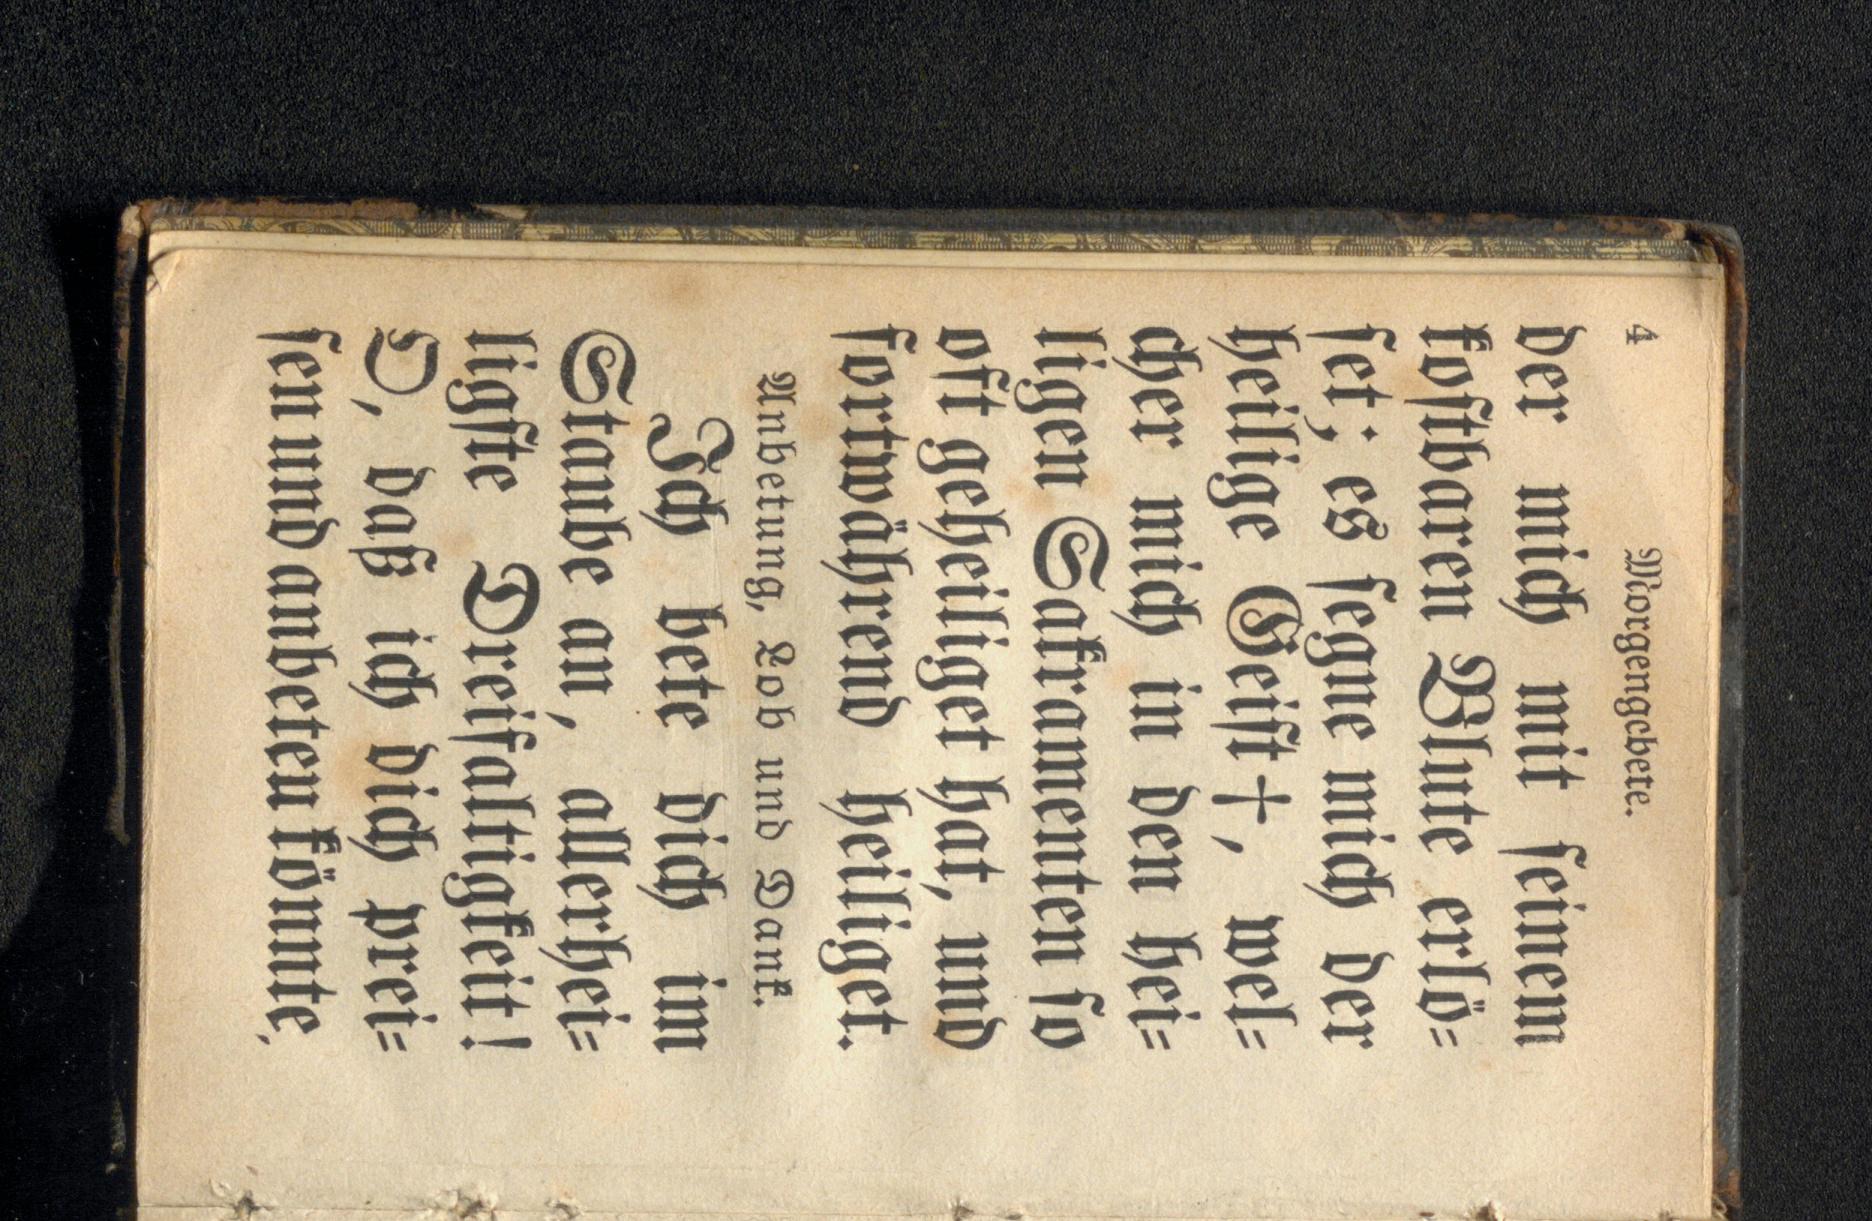 4
Morgengebete.
der mich mit seinem
kostbaren Blute erlö=
set; es segne mich der
heilige Geist †, wel=
cher mich in den hei=
ligen Sakramenten so
oft geheiliget hat, und
fortwährend heiliget.
Anbetung, Lob und Dank.
Ich bete dich im
Staube an, allerhei=
ligste Dreifaltigkeit!
O, daß ich dich prei=
sen und anbeten könnte,